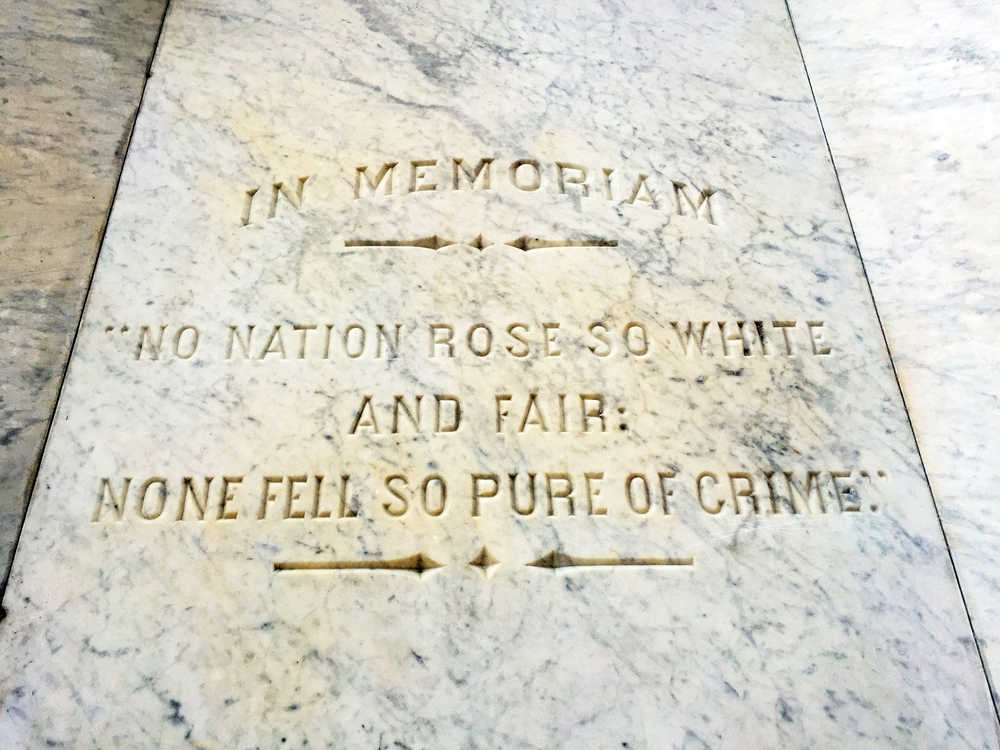 IN MEMORIAM
"NO NATION ROSE SO WHITE
AND FAIR:
NONE FELL SO PURE OF CRIME."